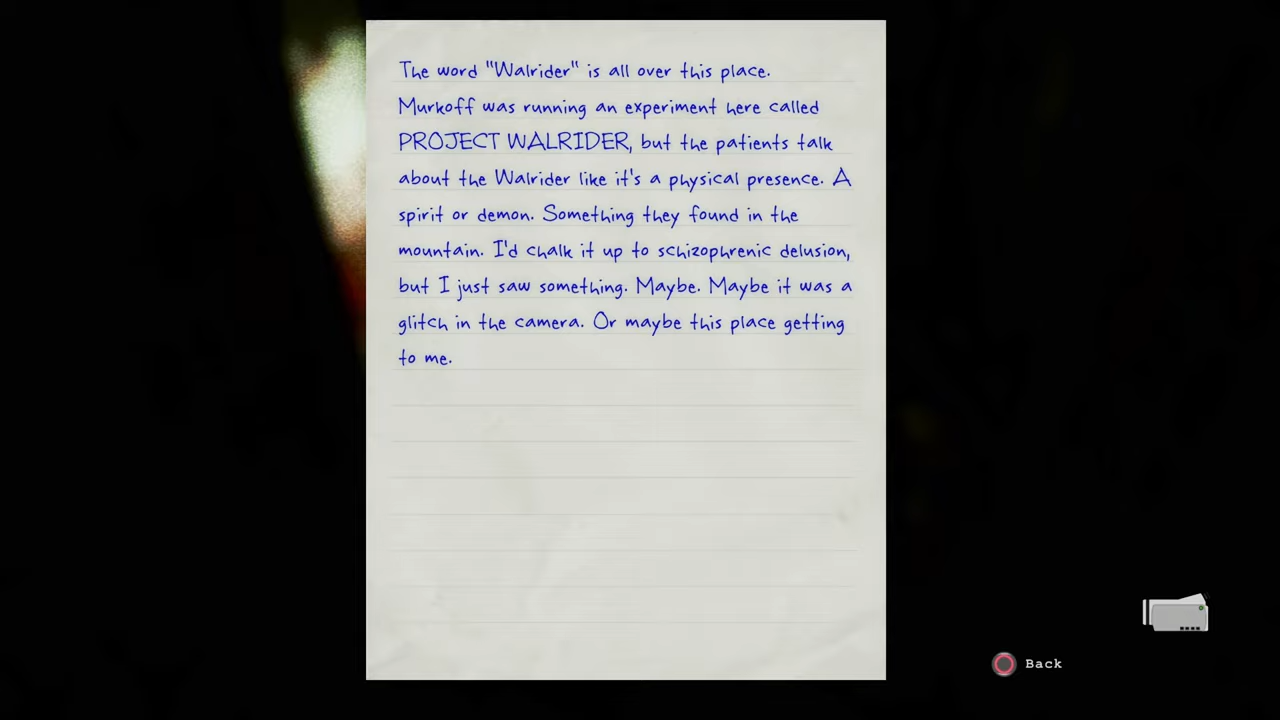 The word "Walrider" is all over this place.
Murkoff was running an experiment here called
PROJECT WALRIDER, but the patients talk
about the Walrider like it's a physical presence. A
spirit or demon. Something they found in the
mountain. I'd chalk it up to schizophrenic delusion,
but I just saw something. Maybe. Maybe it was a
glitch in the camera. Or maybe this place getting
to me.
Back